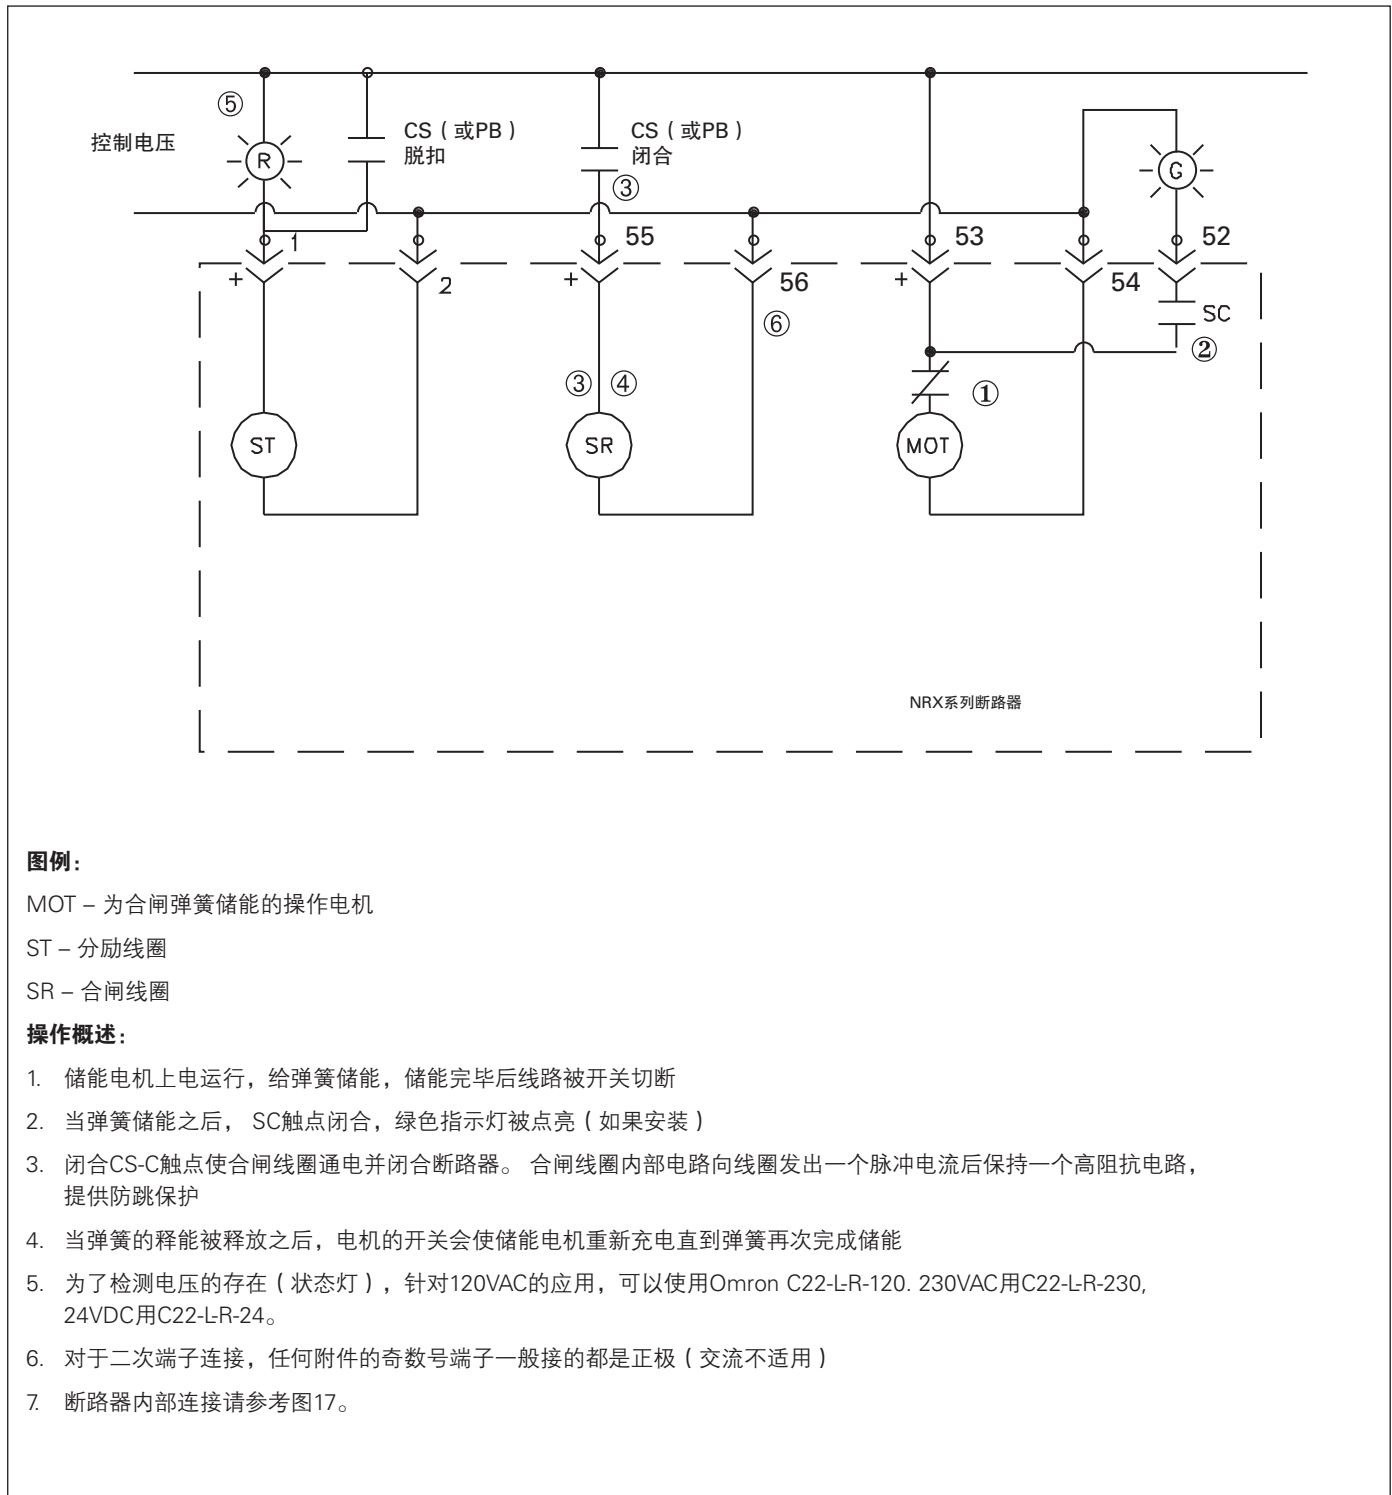 ⑤
控制电压
R
CS（或PB）
脱扣
CS（或PB）
闭合
③
G
1
55
53
52
+
2
+
56
+
54
⑥
SC
②
③ ④
①
ST
SR
MOT
NRX系列断路器
图例：
MOT – 为合闸弹簧储能的操作电机
ST – 分励线圈
SR – 合闸线圈
操作概述：
1. 储能电机上电运行，给弹簧储能，储能完毕后线路被开关切断
2. 当弹簧储能之后， SC触点闭合，绿色指示灯被点亮（如果安装）
3. 闭合CS-C触点使合闸线圈通电并闭合断路器。 合闸线圈内部电路向线圈发出一个脉冲电流后保持一个高阻抗电路，
提供防跳保护
4. 当弹簧的释能被释放之后，电机的开关会使储能电机重新充电直到弹簧再次完成储能
5. 为了检测电压的存在（状态灯），针对120VAC的应用，可以使用Omron C22-L-R-120. 230VAC用C22-L-R-230,
24VDC用C22-L-R-24。
6. 对于二次端子连接，任何附件的奇数号端子一般接的都是正极（交流不适用）
7. 断路器内部连接请参考图17。